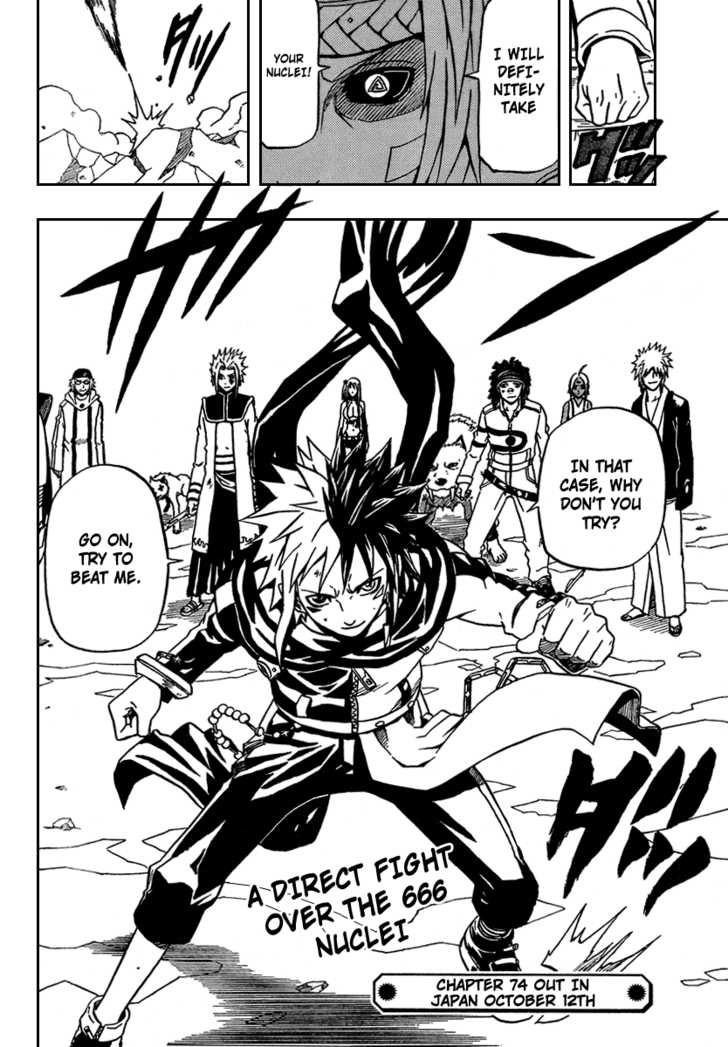 I WILL
DEFI-
NITELY
TAKE
YOUR
NUCLEI!
IN THAT
CASE, WHY
DON'T YOU
TRY?
GO ON,
TRY TO
BEAT ME.
A DIRECT FIGHT
OVER THE 666
NUCLEI
CHAPTER 74 OUT IN
JAPAN OCTOBER 12TH